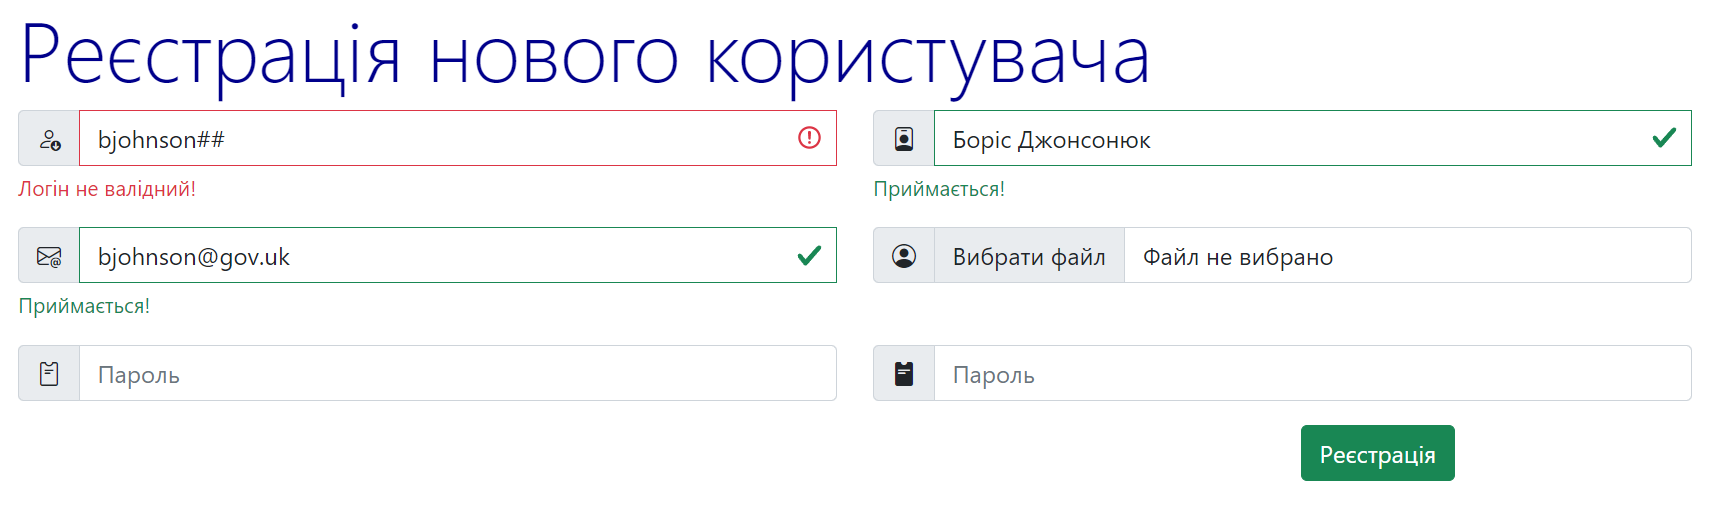 Реєстрація нового користувача
bjohnson## Боріс Джонсонюк
Логін не валідний! Приймається!
bjohnson@gov.uk Вибрати файл Файл не вибрано
Приймається!
Пароль Пароль
Реєстрація